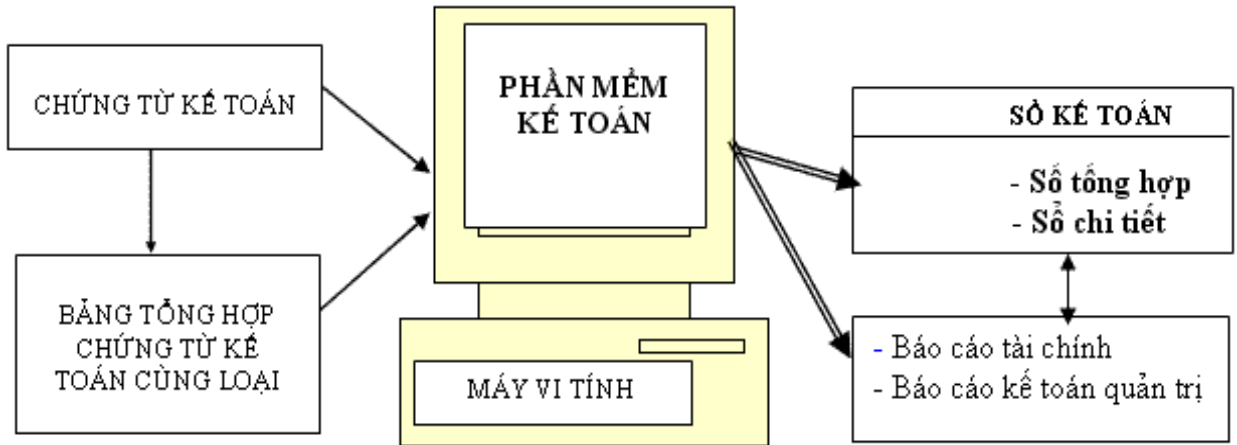 CHỨNG TỪ KẾ TOÁN
BẢNG TỔNG HỢP
CHỨNG TỪ KẾ
TOÁN CÙNG LOẠI
PHẦN MỀM
KẾ TOÁN
MÁY VI TÍNH
SỔ KẾ TOÁN
- Sổ tổng hợp
- Sổ chi tiết
- Báo cáo tài chính
- Báo cáo kế toán quản trị